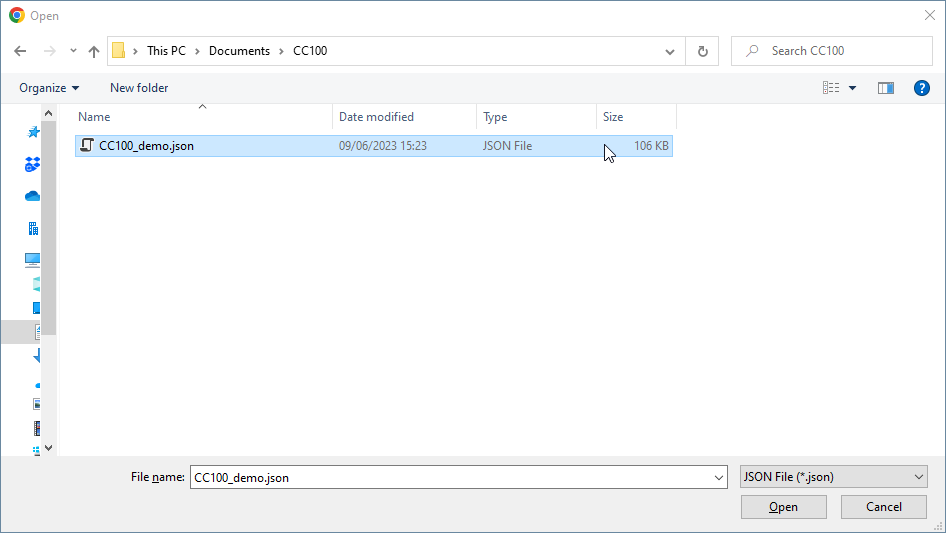 Open
This PC > Documents > CC100
Search CC100
Organize
New folder
?
Name
Date modified
Type
Size
CC100_demo.json
09/06/2023 15:23
JSON File
106 KB
File name:
CC100_demo.json
JSON File (*.json)
Open
Cancel